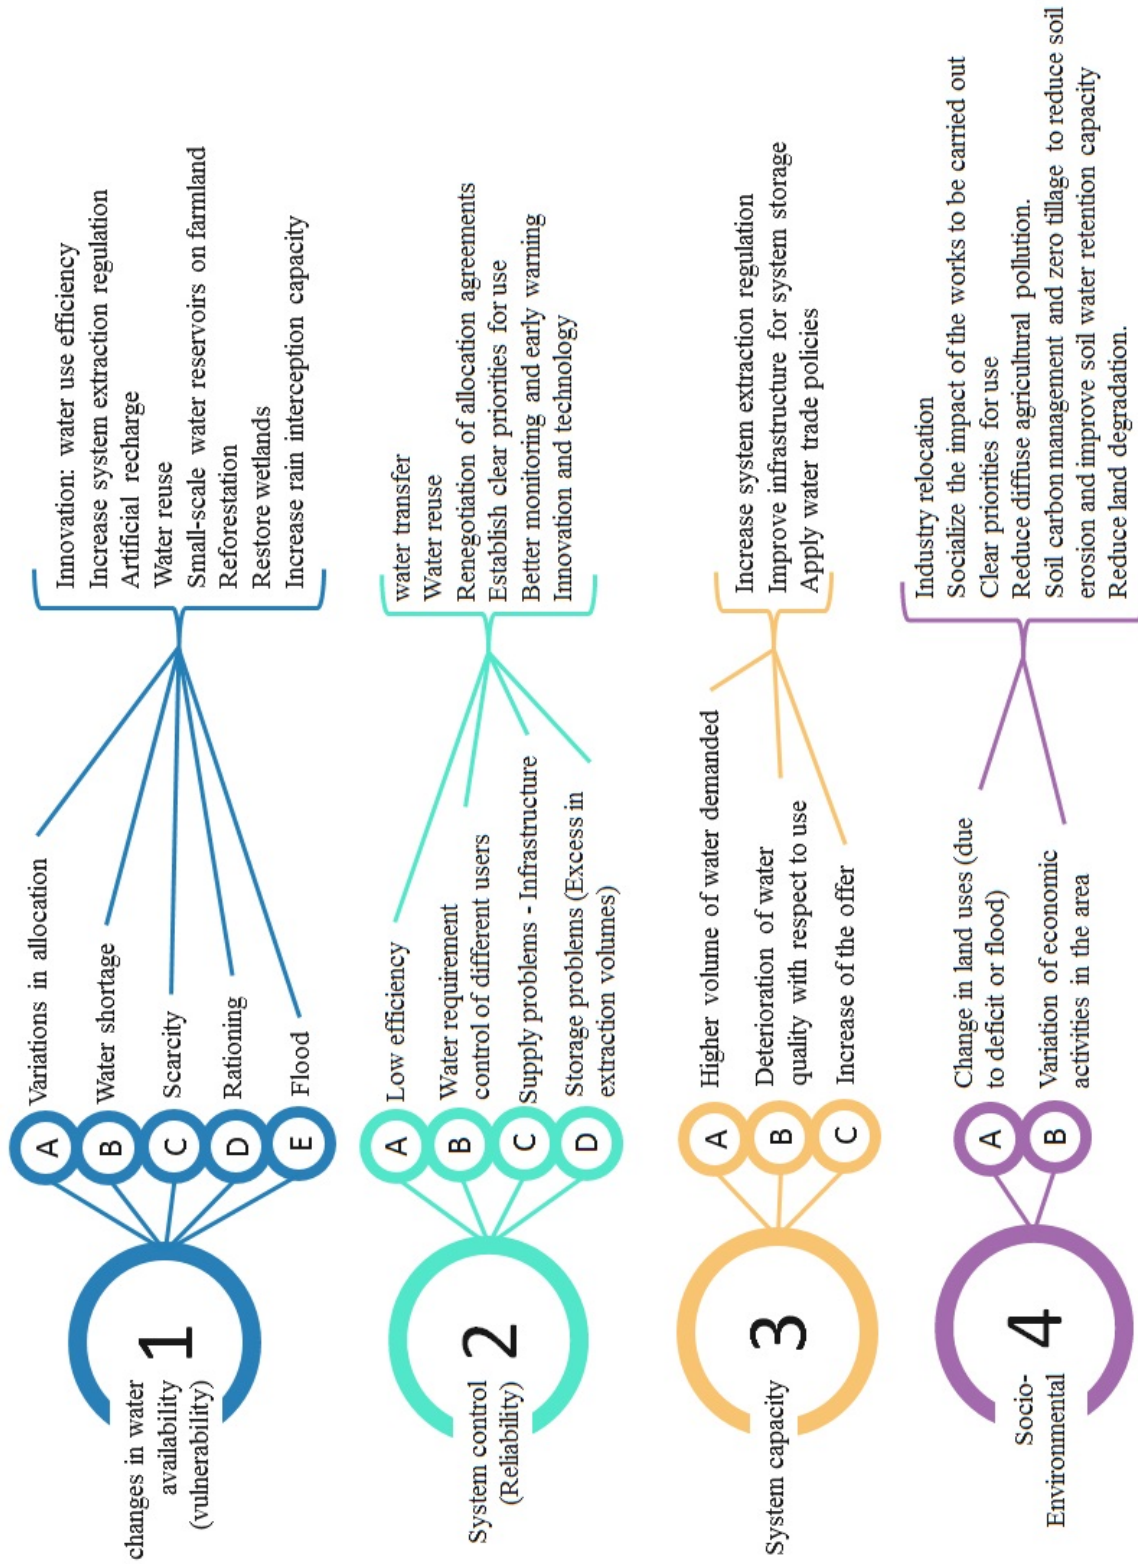 changes in water
availability
(vulnerability)
1
A
Variations in allocation
B
Water shortage
C
Scarcity
D
Rationing
E
Flood
Innovation: water use efficiency
Increase system extraction regulation
Artificial recharge
Water reuse
Small-scale water reservoirs on farmland
Reforestation
Restore wetlands
Increase rain interception capacity
System control
(Reliability)
2
A
Low efficiency
B
Water requirement
control of different users
C
Supply problems - Infrastructure
D
Storage problems (Excess in
extraction volumes)
water transfer
Water reuse
Renegotiation of allocation agreements
Establish clear priorities for use
Better monitoring and early warning
Innovation and technology
System capacity
3
A
Higher volume of water demanded
B
Deterioration of water
quality with respect to use
C
Increase of the offer
Increase system extraction regulation
Improve infrastructure for system storage
Apply water trade policies
Socio-
Environmental
4
A
Change in land uses (due
to deficit or flood)
B
Variation of economic
activities in the area
Industry relocation
Socialize the impact of the works to be carried out
Clear priorities for use
Reduce diffuse agricultural pollution.
Soil carbon management and zero tillage to reduce soil
erosion and improve soil water retention capacity
Reduce land degradation.